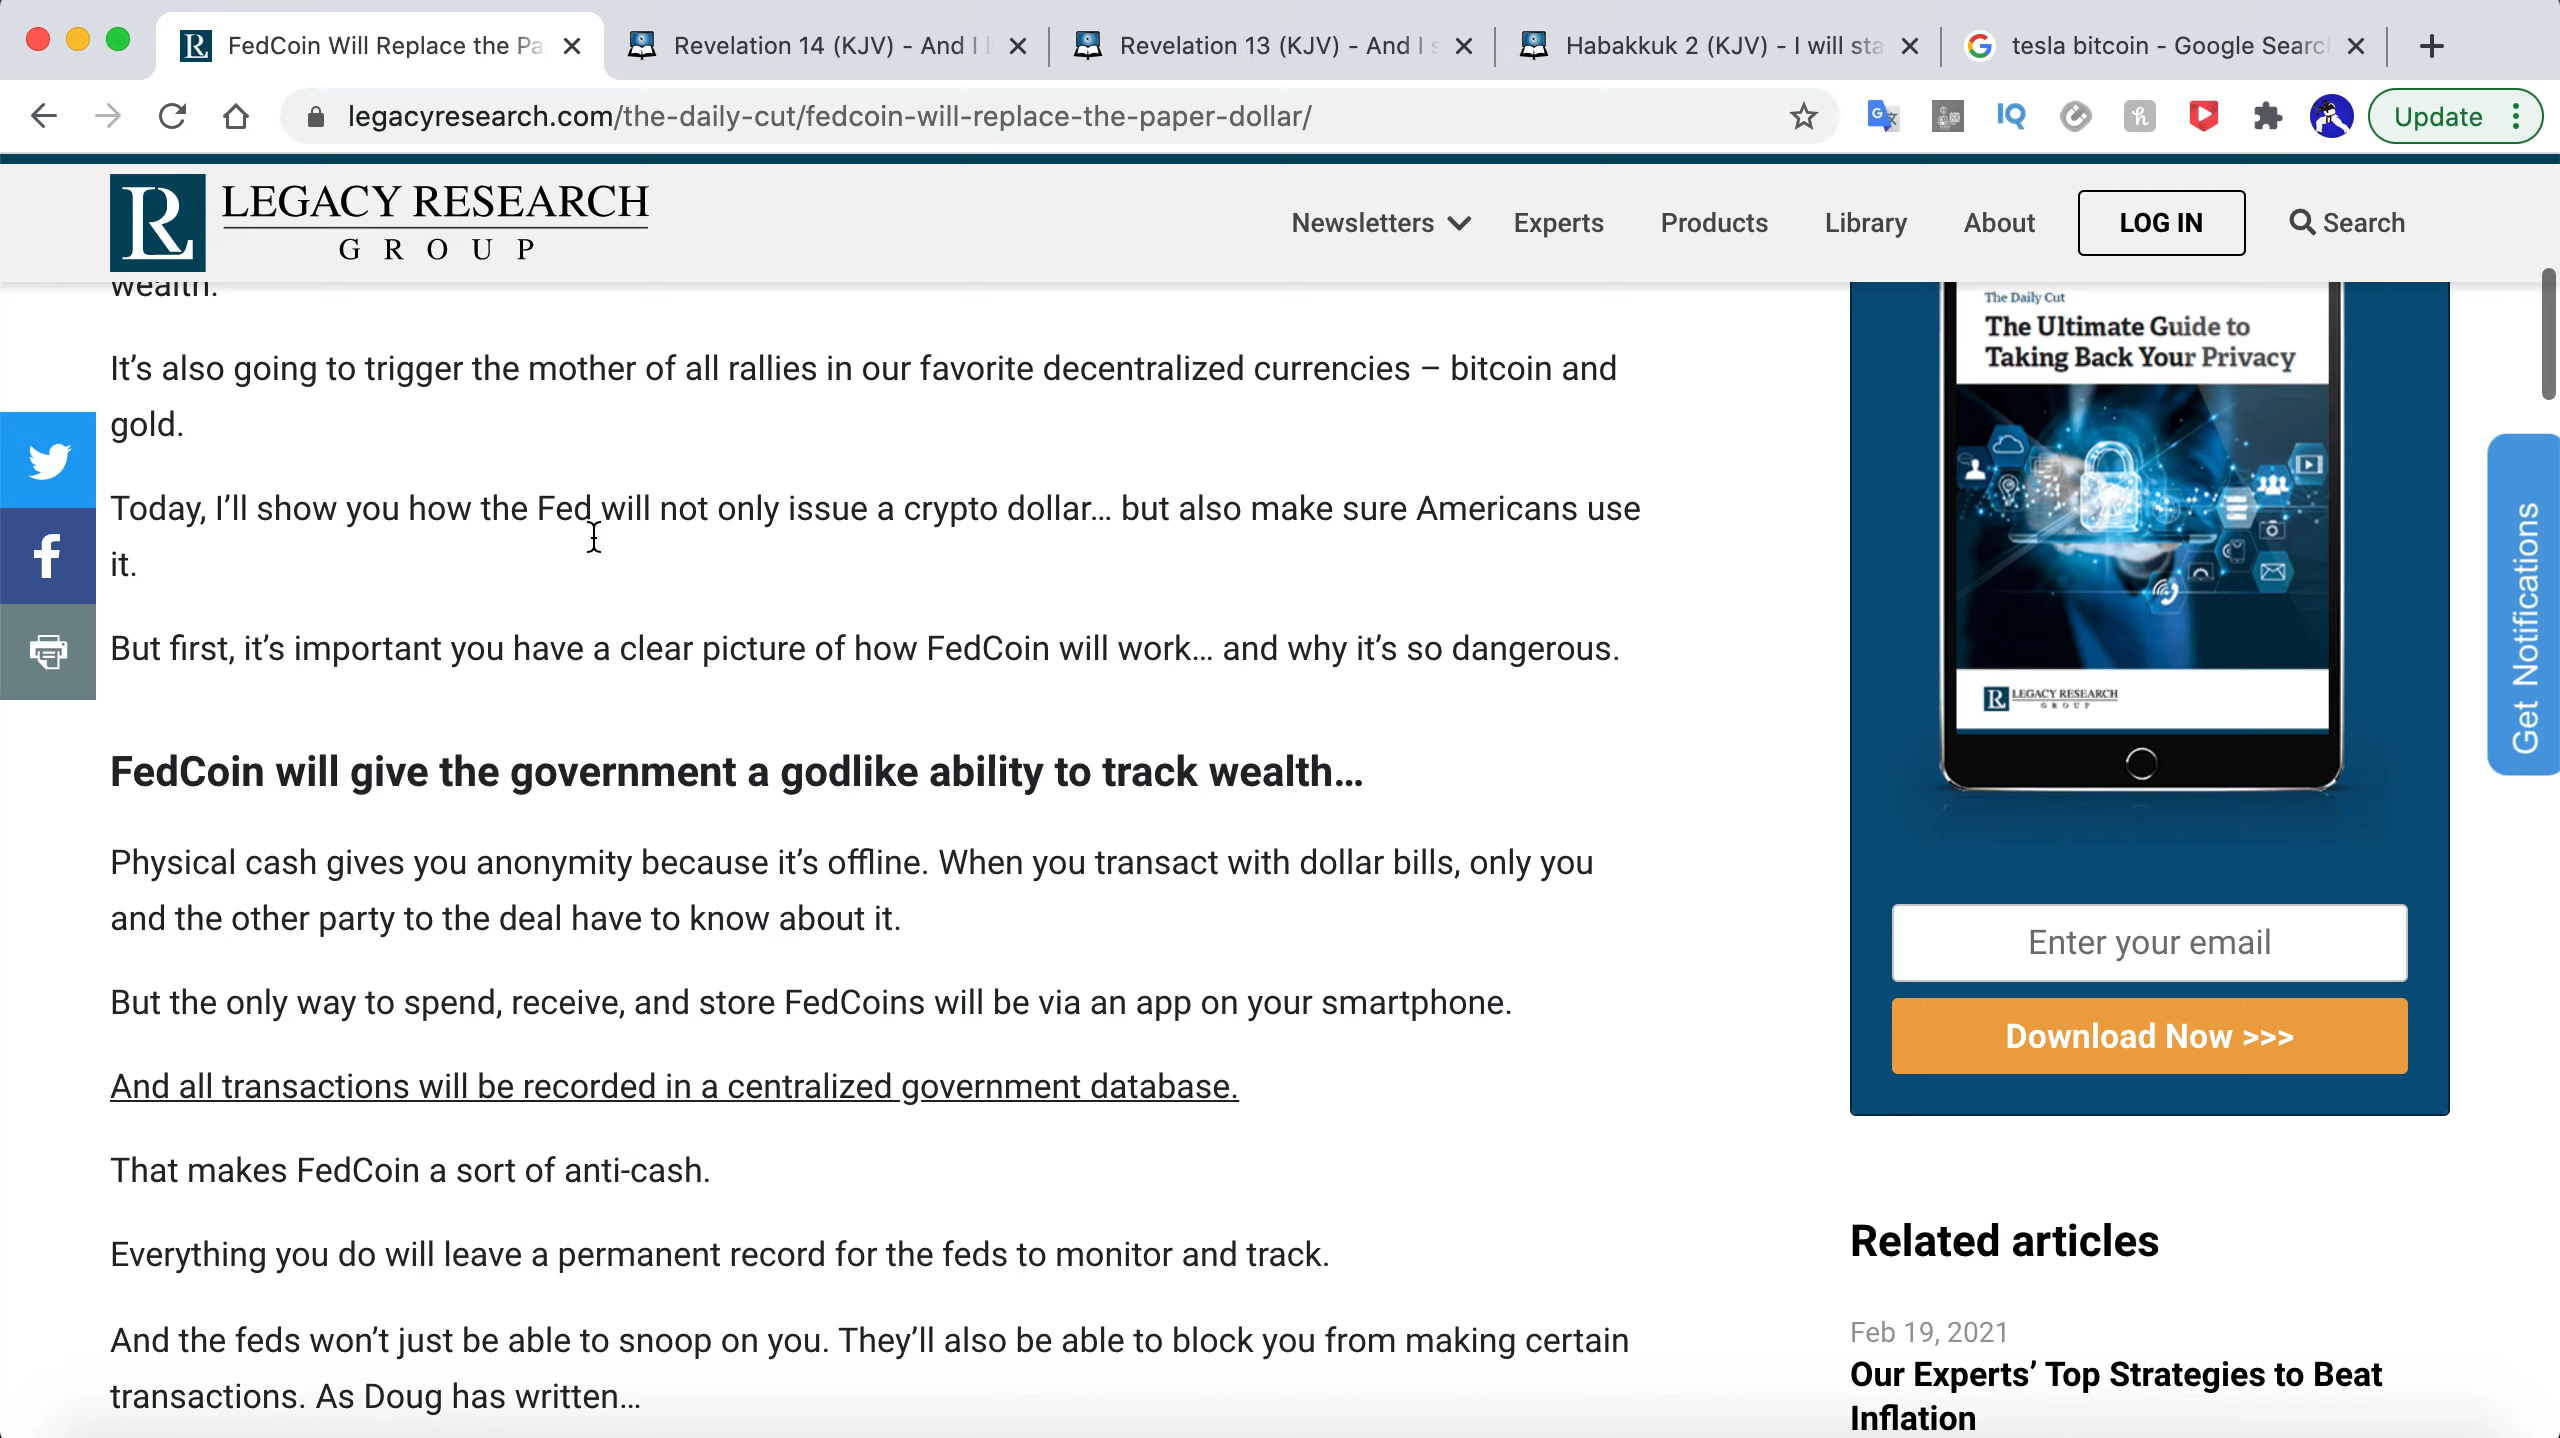 FedCoin Will Replace the Pa
Revelation 14 (KJV) - And I l
Revelation 13 (KJV) - And I s
Habakkuk 2 (KJV) - I will sta
tesla bitcoin - Google Search
legacyresearch.com/the-daily-cut/fedcoin-will-replace-the-paper-dollar/
IQ
Update
LR
LEGACY RESEARCH
GROUP
Newsletters
Experts
Products
Library
About
LOG IN
Search
wealth.
It's also going to trigger the mother of all rallies in our favorite decentralized currencies – bitcoin and
gold.
Today, I'll show you how the Fed will not only issue a crypto dollar... but also make sure Americans use
it.
But first, it's important you have a clear picture of how FedCoin will work... and why it's so dangerous.
FedCoin will give the government a godlike ability to track wealth...
Physical cash gives you anonymity because it's offline. When you transact with dollar bills, only you
and the other party to the deal have to know about it.
But the only way to spend, receive, and store FedCoins will be via an app on your smartphone.
And all transactions will be recorded in a centralized government database.
That makes FedCoin a sort of anti-cash.
Everything you do will leave a permanent record for the feds to monitor and track.
And the feds won't just be able to snoop on you. They'll also be able to block you from making certain
transactions. As Doug has written...
The Daily Cut
The Ultimate Guide to
Taking Back Your Privacy
LR
LEGACY RESEARCH
GROUP
Enter your email
Download Now >>>
Get Notifications
Related articles
Feb 19, 2021
Our Experts' Top Strategies to Beat
Inflation